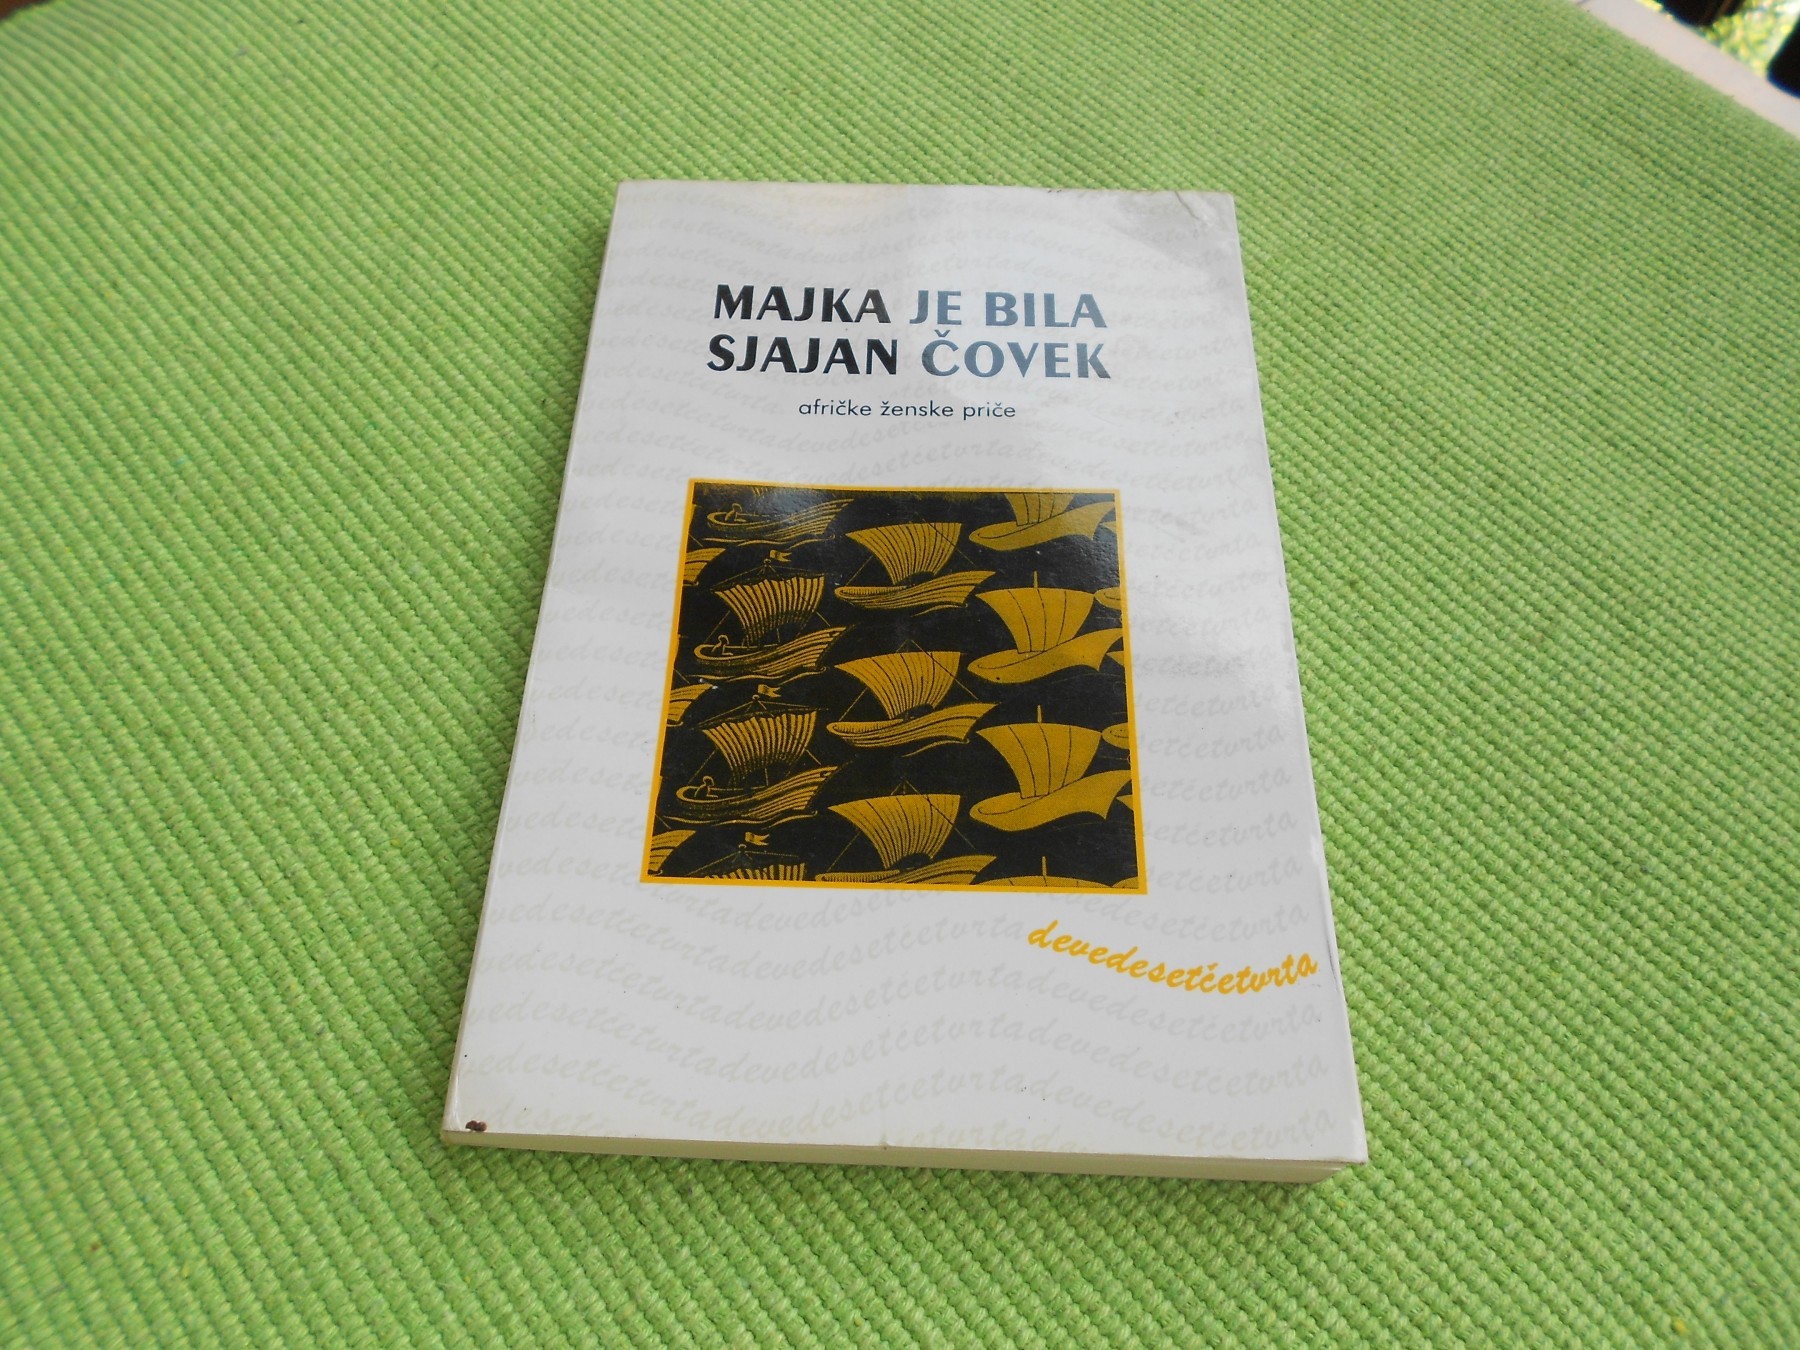 MAJKA JE BILA
SJAJAN ČOVEK
afričke ženske priče
devedesetčetvrta